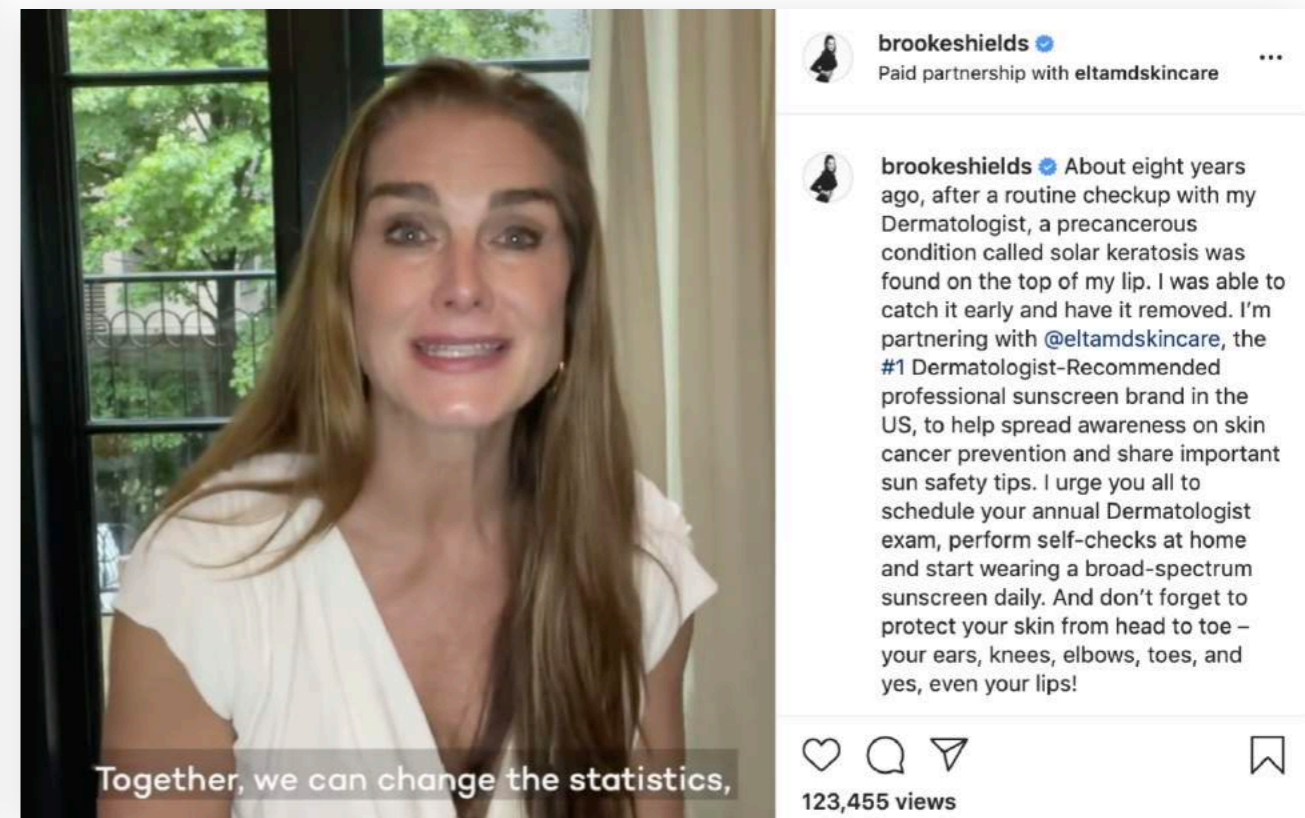 brookeshields
Paid partnership with eltamdskincare
brookeshields About eight years
ago, after a routine checkup with my
Dermatologist, a precancerous
condition called solar keratosis was
found on the top of my lip. I was able to
catch it early and have it removed. I'm
partnering with @eltamdskincare, the
#1 Dermatologist-Recommended
professional sunscreen brand in the
US, to help spread awareness on skin
cancer prevention and share important
sun safety tips. I urge you all to
schedule your annual Dermatologist
exam, perform self-checks at home
and start wearing a broad-spectrum
sunscreen daily. And don't forget to
protect your skin from head to toe –
your ears, knees, elbows, toes, and
yes, even your lips!
123,455 views
Together, we can change the statistics,